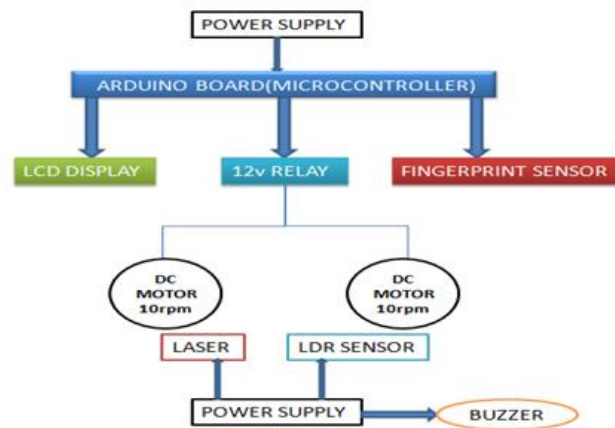 POWER SUPPLY
ARDUINO BOARD(MICROCONTROLLER)
LCD DISPLAY
12v RELAY
FINGERPRINT SENSOR
DC
MOTOR
10rpm
DC
MOTOR
10rpm
LASER
LDR SENSOR
POWER SUPPLY
BUZZER